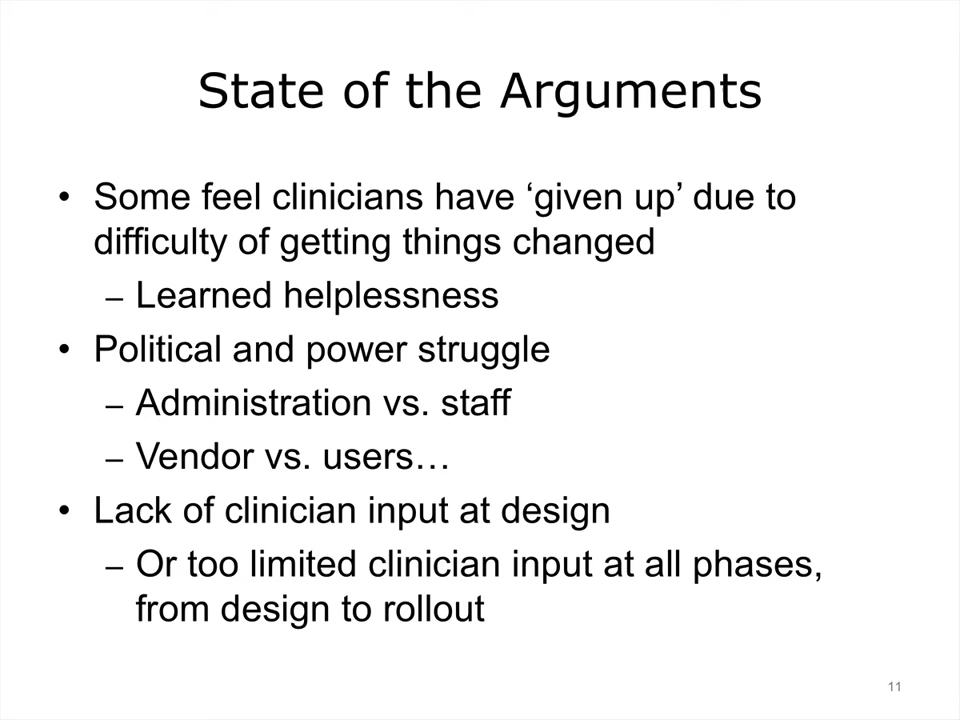 State of the Arguments
• Some feel clinicians have ‘given up’ due to
difficulty of getting things changed
– Learned helplessness
• Political and power struggle
– Administration vs. staff
– Vendor vs. users…
• Lack of clinician input at design
– Or too limited clinician input at all phases,
from design to rollout
11